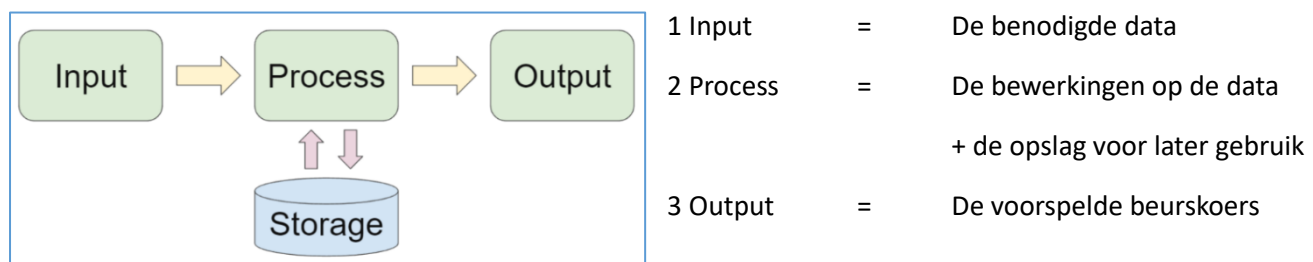 Input
Process
Output
Storage
1 Input = De benodigde data
2 Process = De bewerkingen op de data
+ de opslag voor later gebruik
3 Output = De voorspelde beurskoers